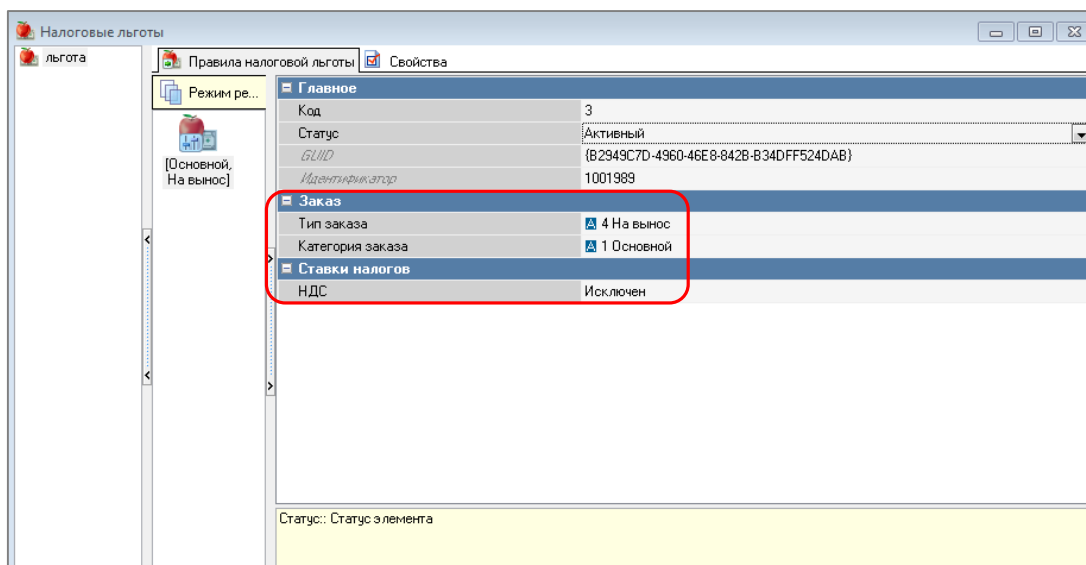 Налоговые льготы
льгота
Правила налоговой льготы Свойства
Режим ре...
[Основной,
На вынос]
Главное
Код 3
Статус Активный
GUID {B2949C7D-4960-46E8-842B-B34DFF524DAB}
Идентификатор 1001989
Заказ
Тип заказа A 4 На вынос
Категория заказа A 1 Основной
Ставки налогов
НДС Исключен
Статус:: Статус элемента